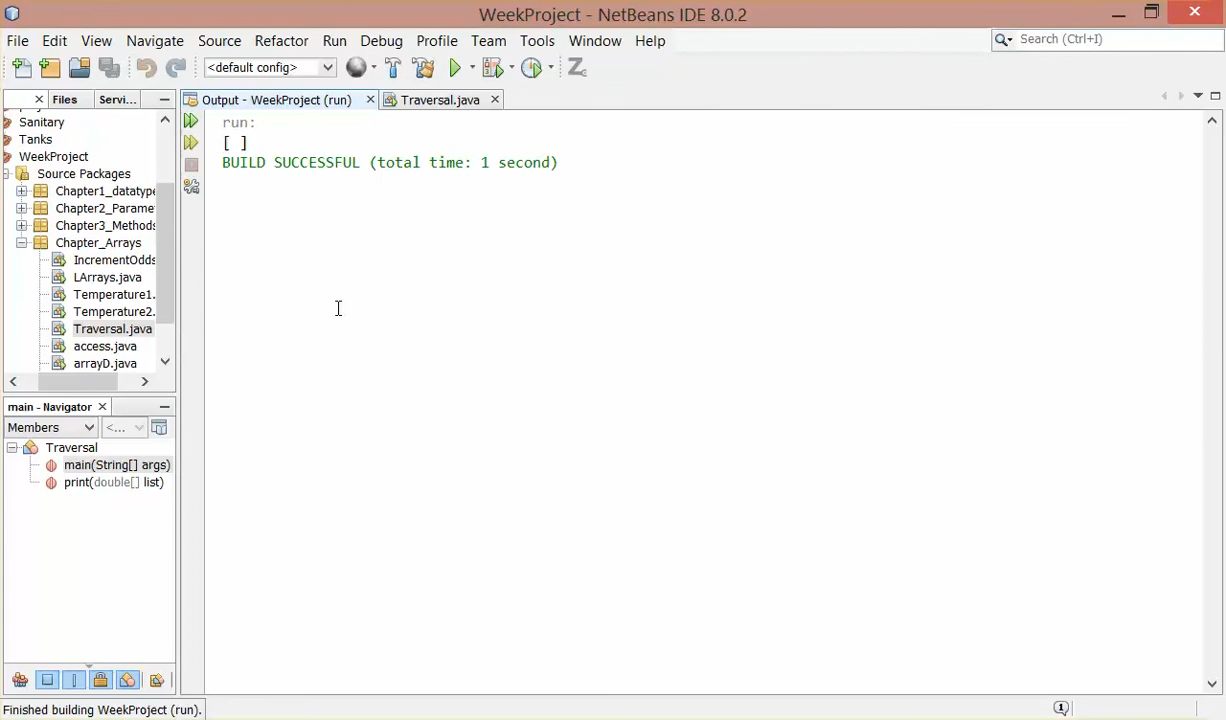 WeekProject - NetBeans IDE 8.0.2
File Edit View Navigate Source Refactor Run Debug Profile Team Tools Window Help
Search (Ctrl+I)
<default config>
Files Servi...
Output - WeekProject (run) Traversal.java
Sanitary
Tanks
WeekProject
Source Packages
Chapter1_datatype
Chapter2_Parame
Chapter3_Methods
Chapter_Arrays
IncrementOdds
LArrays.java
Temperature1.
Temperature2.
Traversal.java
access.java
arrayD.java
run:
[ ]
BUILD SUCCESSFUL (total time: 1 second)
main - Navigator
Members <...
Traversal
main(String[] args)
print(double[] list)
Finished building WeekProject (run).
1